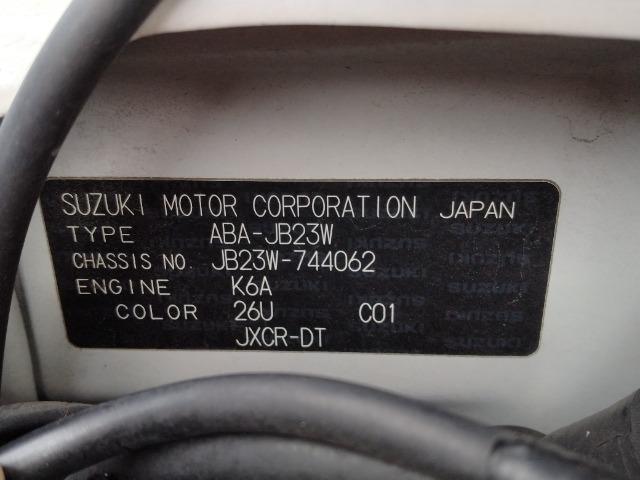 SUZUKI MOTOR CORPORATION JAPAN
TYPE ABA-JB23W
CHASSIS NO. JB23W-744062
ENGINE K6A
COLOR 26U C01
JXCR-DT